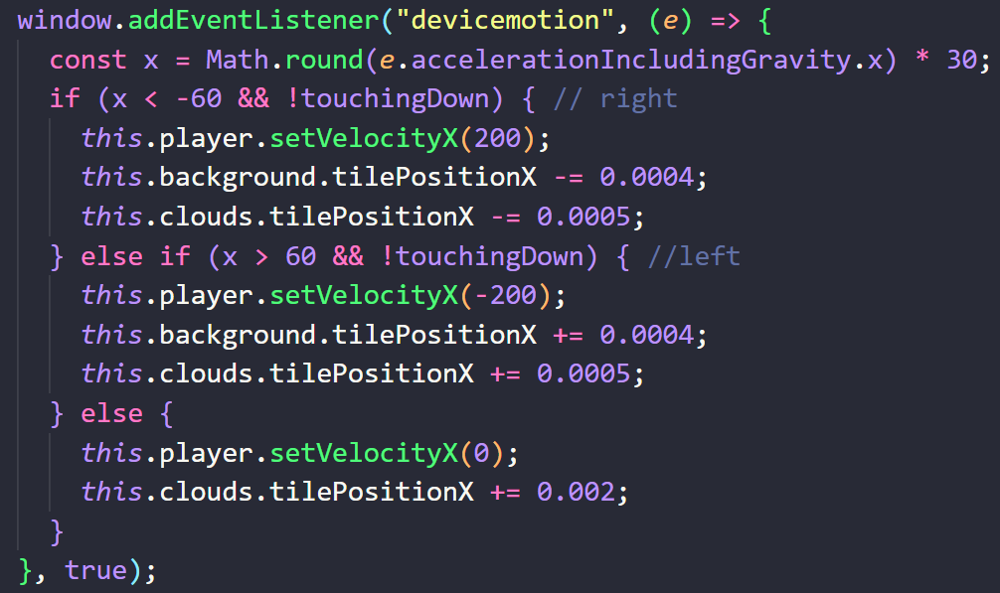 window.addEventListener("devicemotion", (e) => {
  const x = Math.round(e.accelerationIncludingGravity.x) * 30;
  if (x < -60 && !touchingDown) { // right
    this.player.setVelocityX(200);
    this.background.tilePositionX -= 0.0004;
    this.clouds.tilePositionX -= 0.0005;
  } else if (x > 60 && !touchingDown) { //left
    this.player.setVelocityX(-200);
    this.background.tilePositionX += 0.0004;
    this.clouds.tilePositionX += 0.0005;
  } else {
    this.player.setVelocityX(0);
    this.clouds.tilePositionX += 0.002;
  }
}, true);